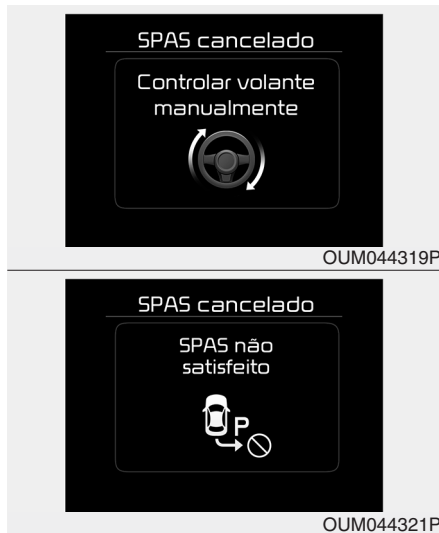 SPAS cancelado
Controlar volante
manualmente
OUM044319P
SPAS cancelado
SPAS não
satisfeito
P
OUM044321P